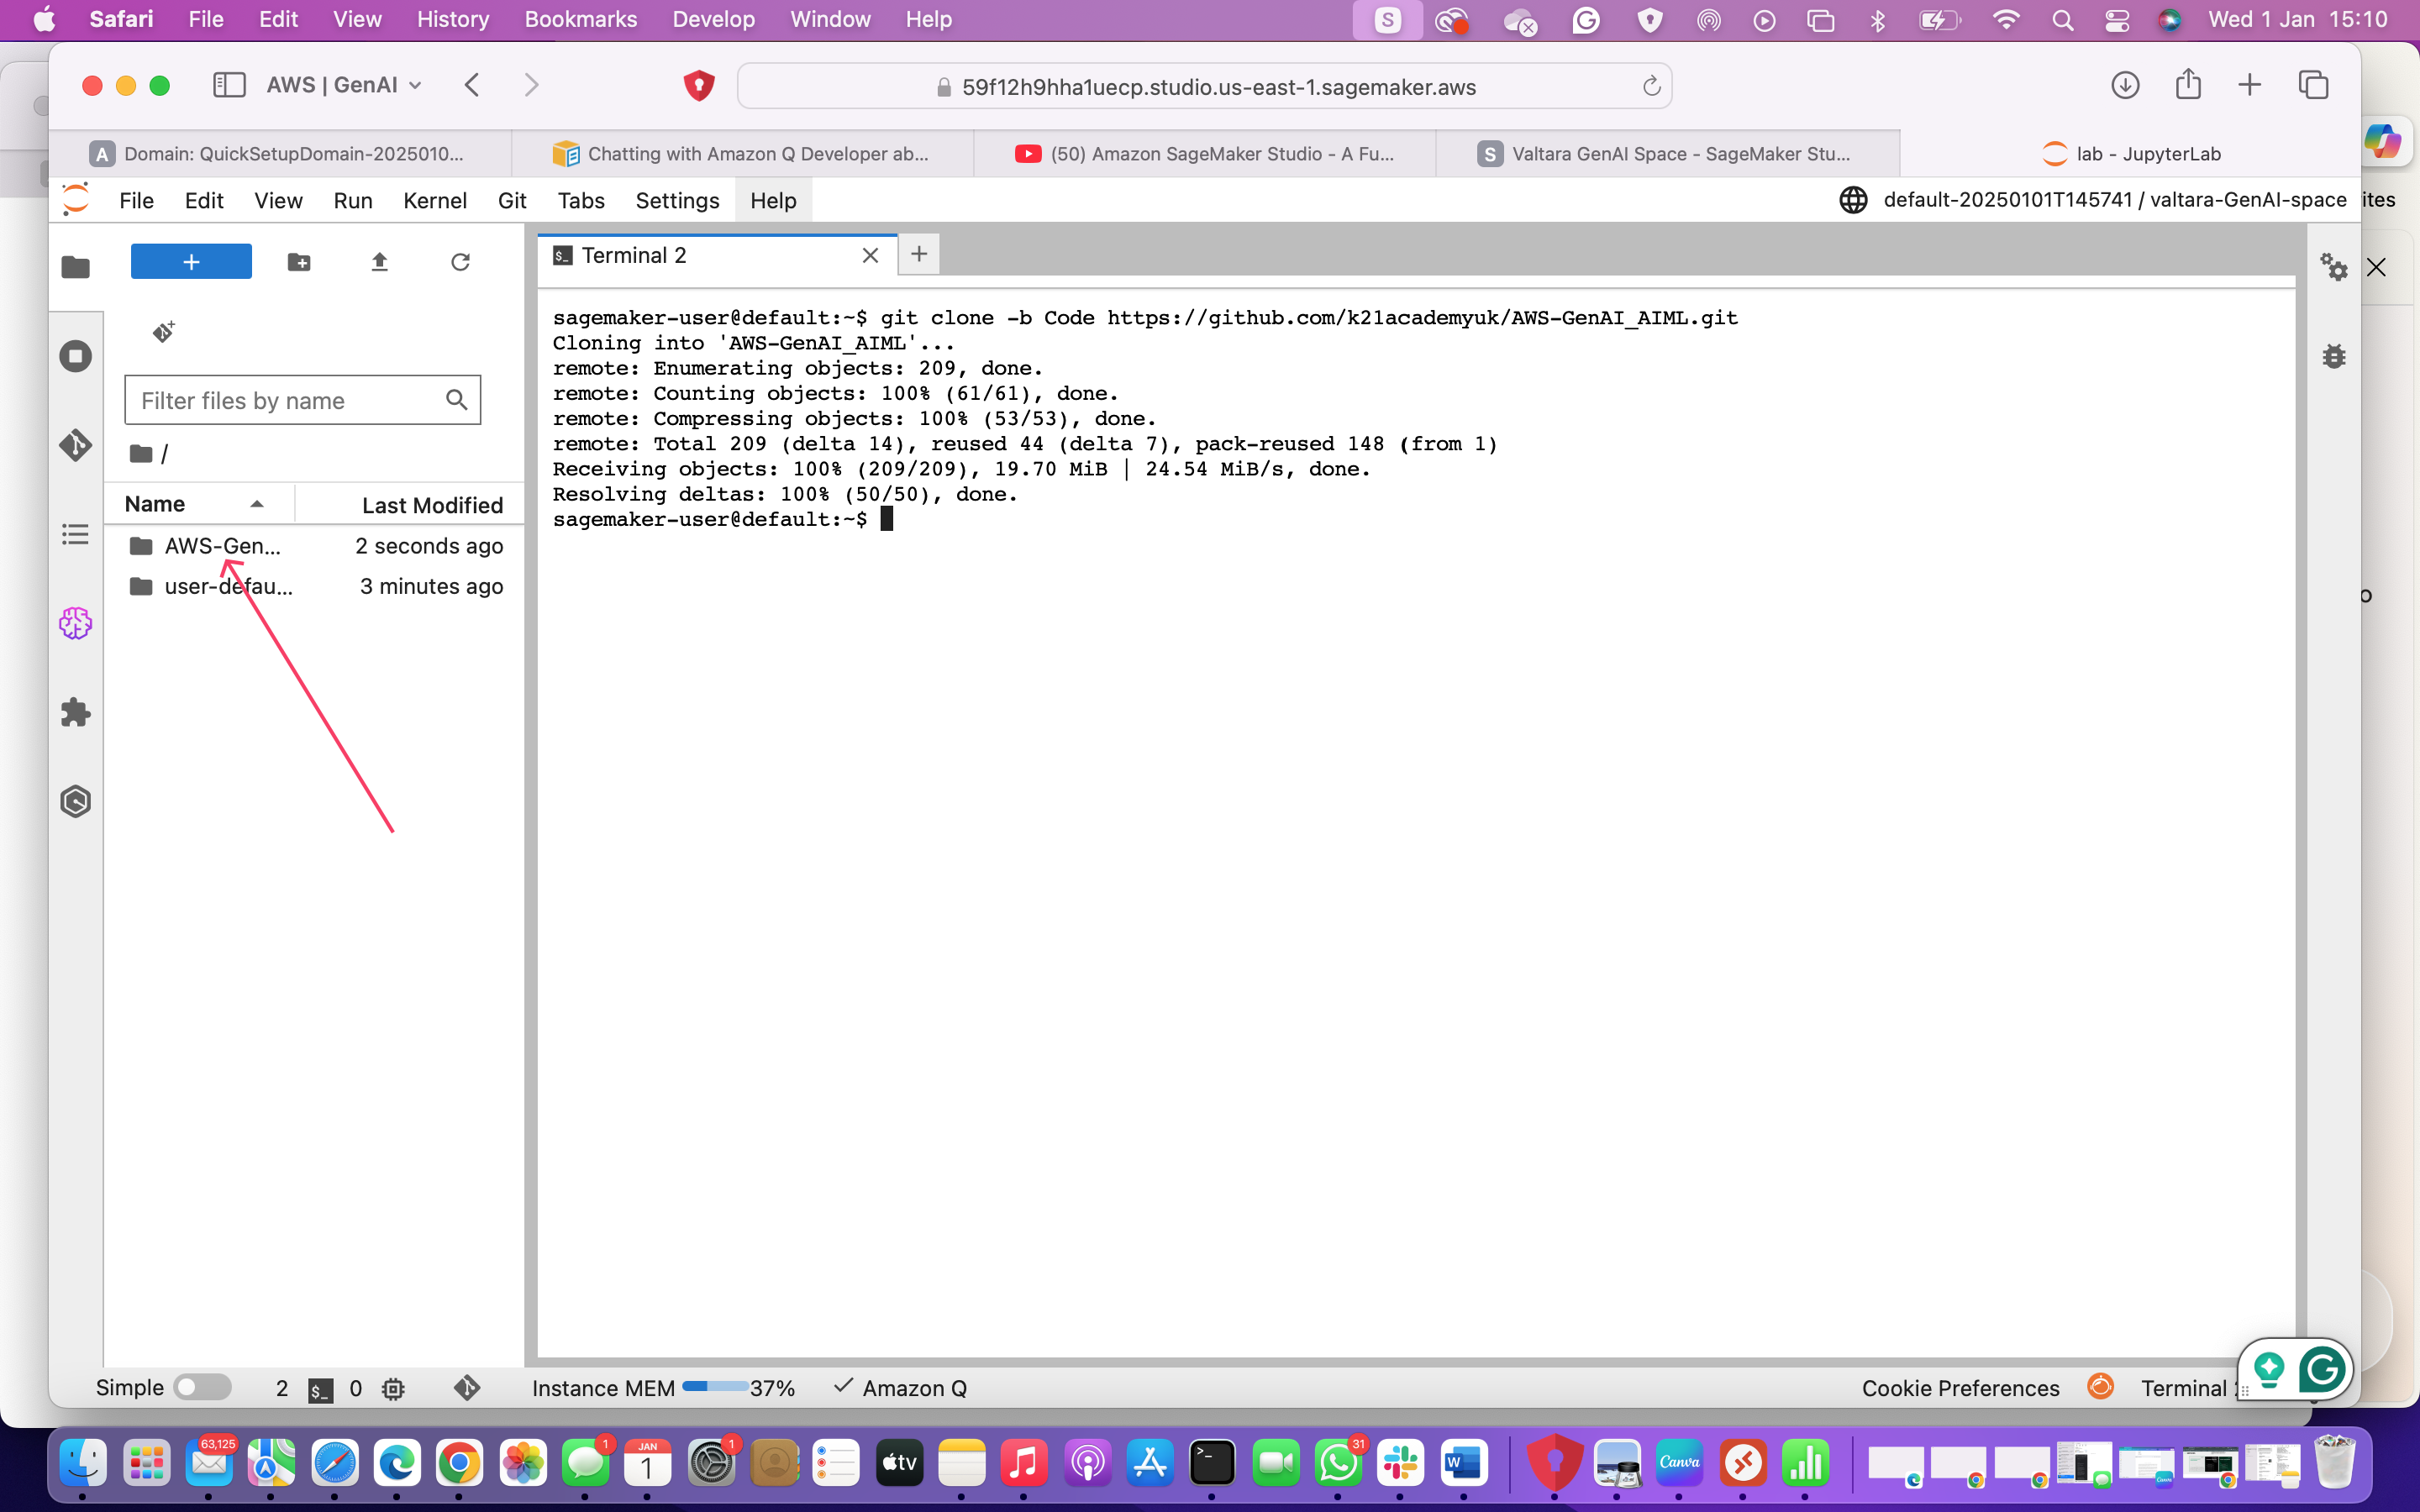 Safari File Edit View History Bookmarks Develop Window Help S Wed 1 Jan 15:10
AWS | GenAI 59f12h9hha1uecp.studio.us-east-1.sagemaker.aws
A Domain: QuickSetupDomain-2025010... Chatting with Amazon Q Developer ab... (50) Amazon SageMaker Studio - A Fu... S Valtara GenAI Space - SageMaker Stu... lab - JupyterLab
File Edit View Run Kernel Git Tabs Settings Help default-20250101T145741 / valtara-GenAI-space ites
+ Terminal 2
Filter files by name
/
Name Last Modified
AWS-Gen... 2 seconds ago
user-defau... 3 minutes ago
sagemaker-user@default:~$ git clone -b Code https://github.com/k21academyuk/AWS-GenAI_AIML.git
Cloning into 'AWS-GenAI_AIML'...
remote: Enumerating objects: 209, done.
remote: Counting objects: 100% (61/61), done.
remote: Compressing objects: 100% (53/53), done.
remote: Total 209 (delta 14), reused 44 (delta 7), pack-reused 148 (from 1)
Receiving objects: 100% (209/209), 19.70 MiB | 24.54 MiB/s, done.
Resolving deltas: 100% (50/50), done.
sagemaker-user@default:~$
o
Simple 2 $_ 0 Instance MEM 37% Amazon Q Cookie Preferences Terminal
63,125 1 JAN 1 1 tv 31 W Canva